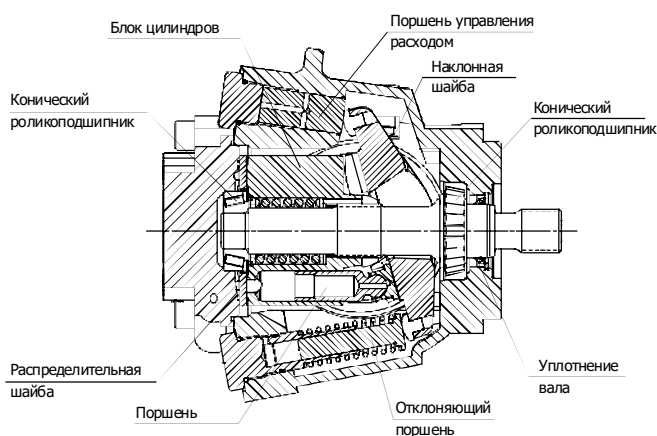 Блок цилиндров
Поршень управления
расходом
Наклонная
шайба
Конический
роликоподшипник
Конический
роликоподшипник
Распределительная
шайба
Поршень
Отклоняющий
поршень
Уплотнение
вала